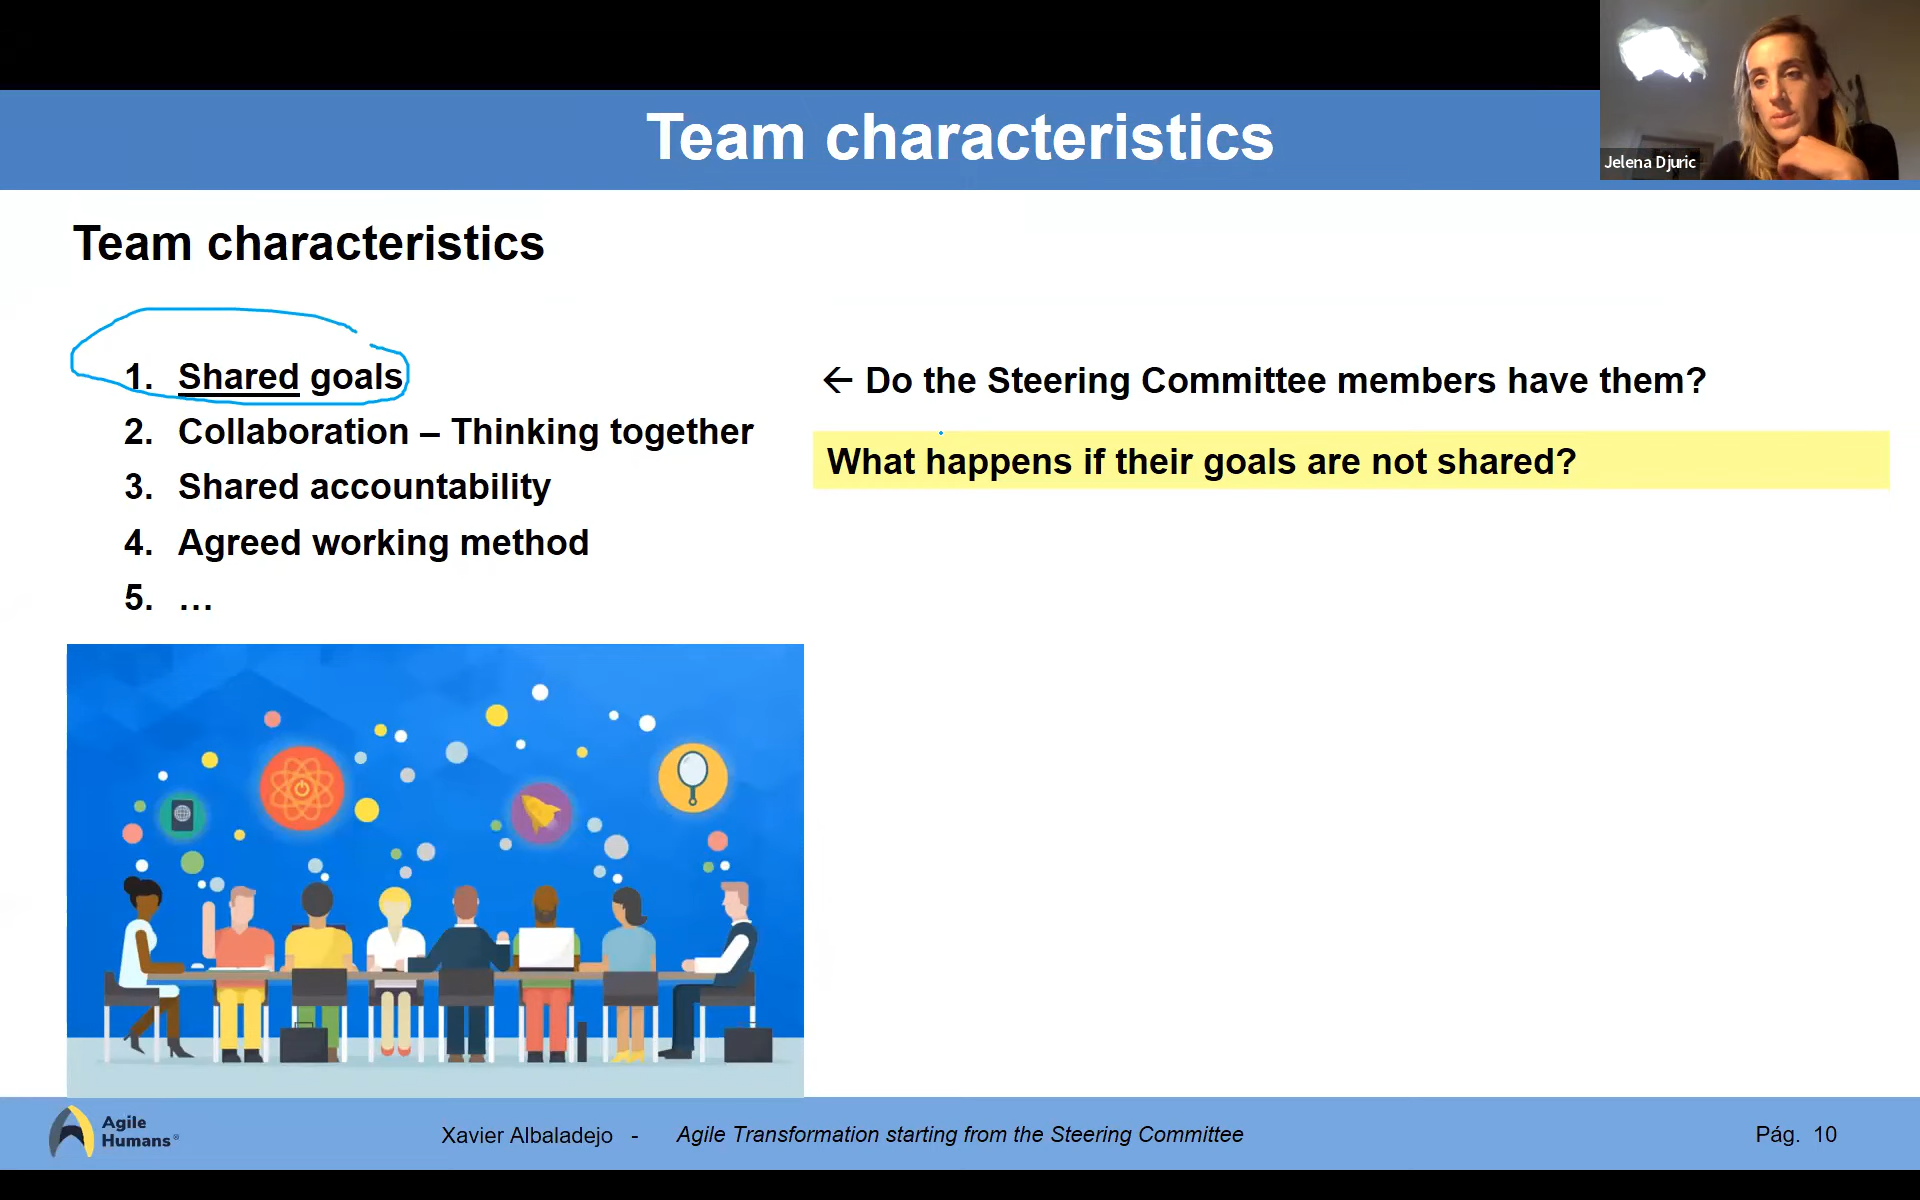 Team characteristics
Jelena Djuric
Team characteristics
1. Shared goals
← Do the Steering Committee members have them?
2. Collaboration – Thinking together
What happens if their goals are not shared?
3. Shared accountability
4. Agreed working method
5. …
Agile
Humans®
Xavier Albaladejo - Agile Transformation starting from the Steering Committee
Pág. 10